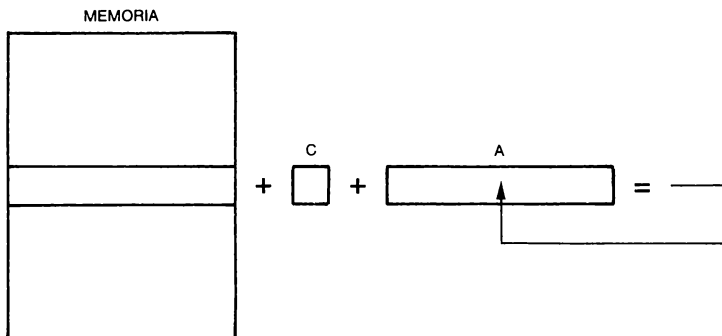 MEMORIA
+ C + A =